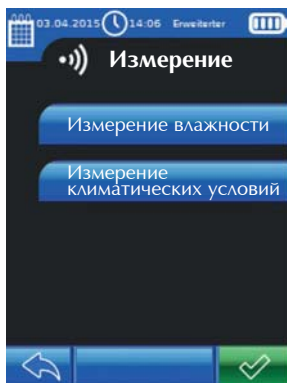 03.04.2015 14:06 Erweiterter
Измерение
Измерение влажности
Измерение
климатических условий